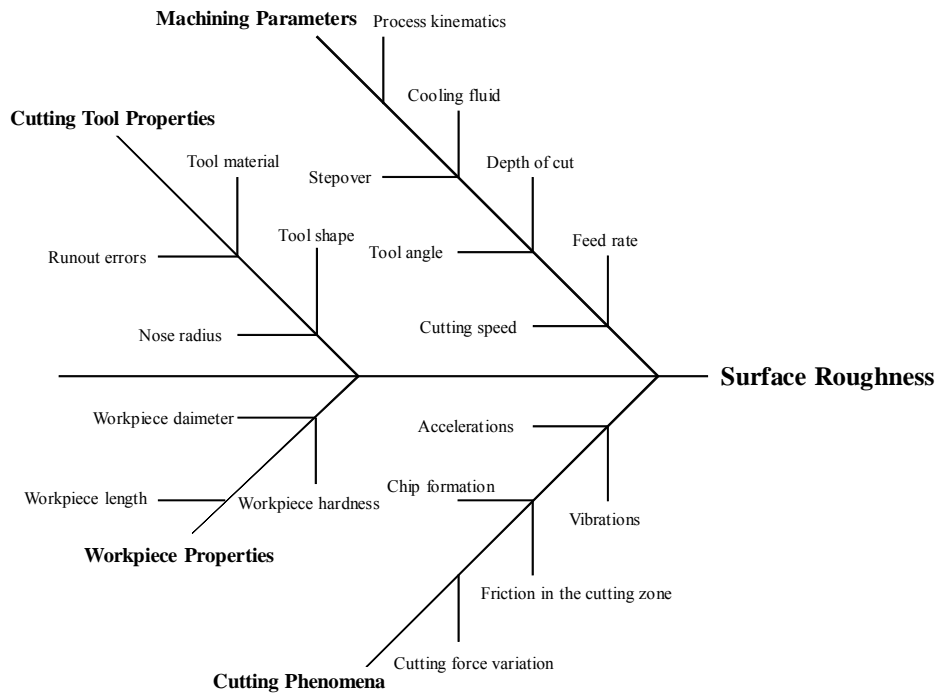 Machining Parameters
Process kinematics
Cooling fluid
Cutting Tool Properties
Tool material
Stepover
Depth of cut
Tool shape
Feed rate
Runout errors
Tool angle
Nose radius
Cutting speed
Surface Roughness
Workpiece daimeter
Accelerations
Chip formation
Workpiece length
Workpiece hardness
Vibrations
Workpiece Properties
Friction in the cutting zone
Cutting force variation
Cutting Phenomena